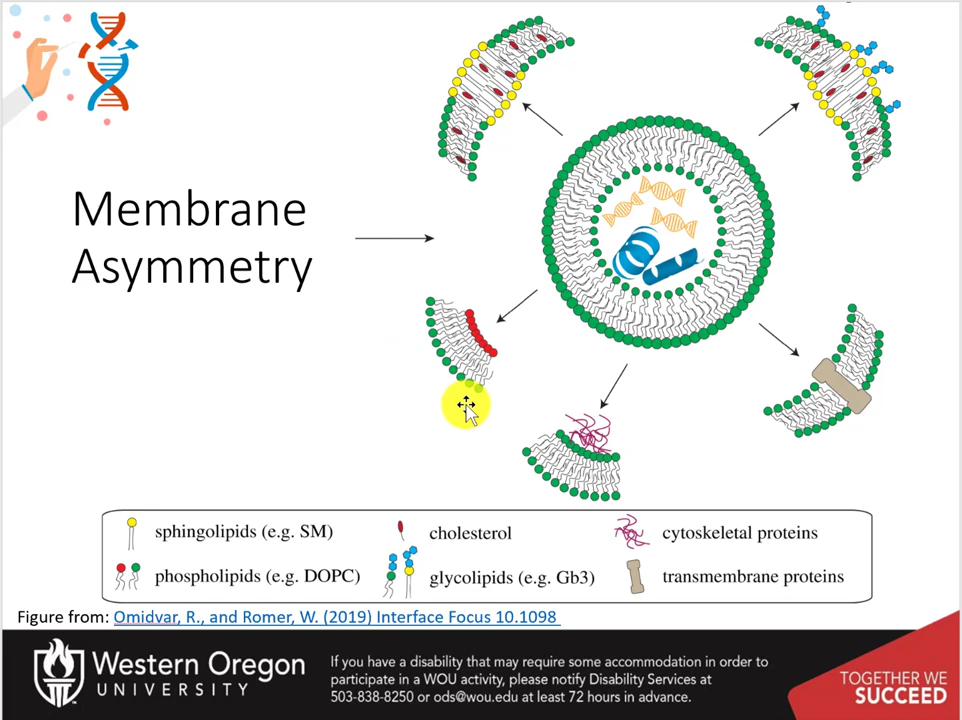 Membrane
Asymmetry
sphingolipids (e.g. SM)
cholesterol
cytoskeletal proteins
phospholipids (e.g. DOPC)
glycolipids (e.g. Gb3)
transmembrane proteins
Figure from: Omidvar, R., and Romer, W. (2019) Interface Focus 10.1098
Western Oregon
UNIVERSITY
If you have a disability that may require some accommodation in order to
participate in a WOU activity, please notify Disability Services at
503-838-8250 or ods@wou.edu at least 72 hours in advance.
TOGETHER WE
SUCCEED